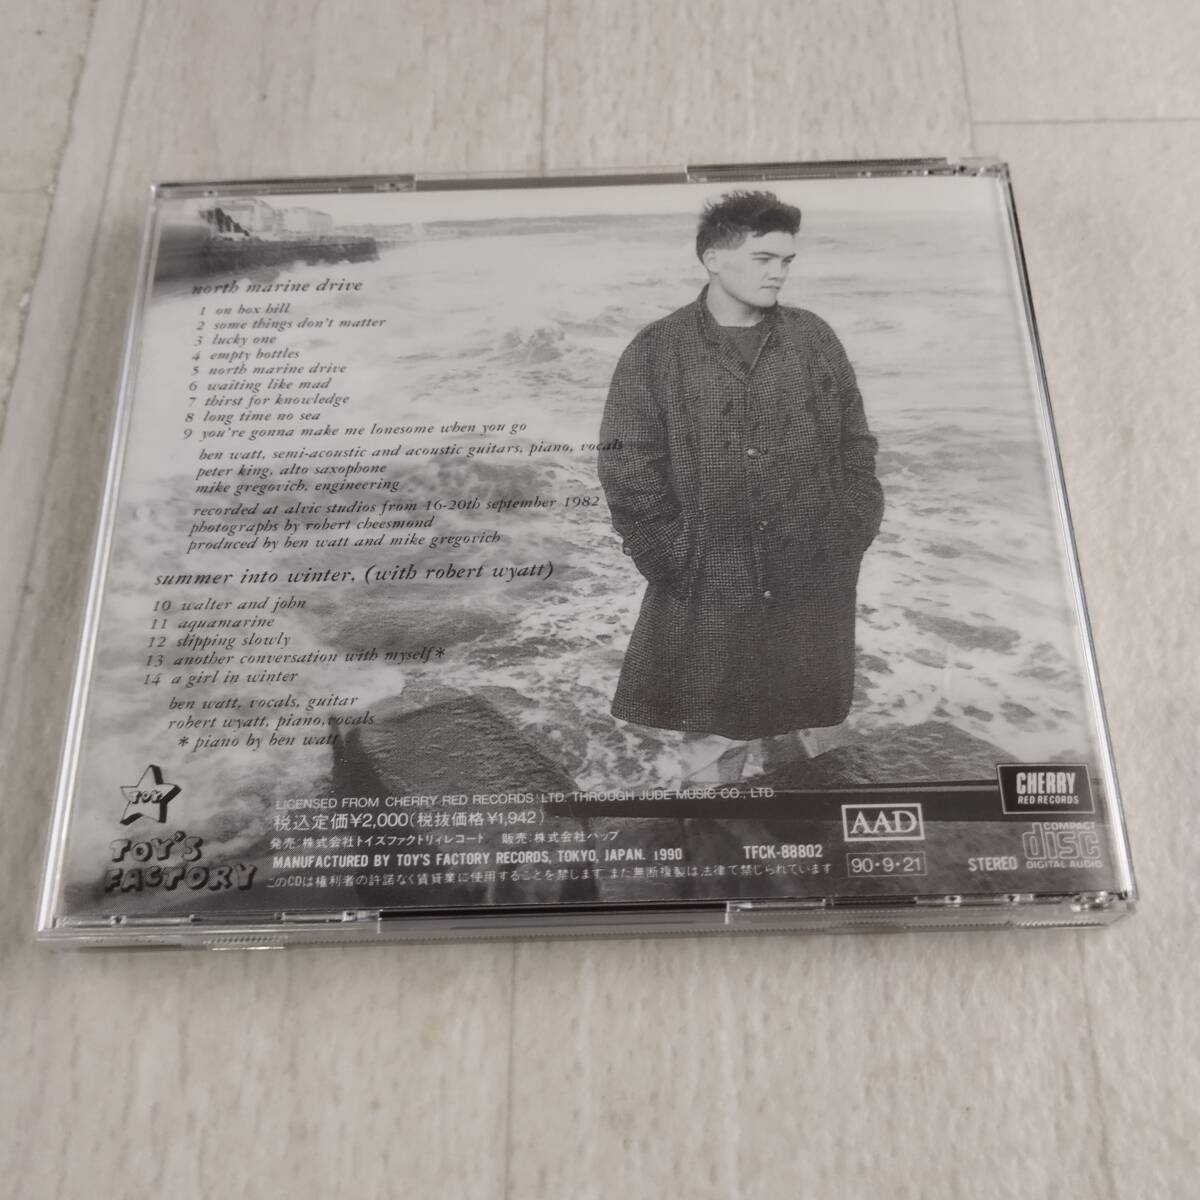 north marine drive
1 on box hill
2 some things don't matter
3 lucky one
4 empty bottles
5 north marine drive
6 waiting like mad
7 thirst for knowledge
8 long time no sea
9 you're gonna make me lonesome when you go
ben watt, semi-acoustic and acoustic guitars, piano, vocals
peter king, alto saxophone
mike gregovich, engineering
recorded at alvic studios from 16-20th september 1982
photographs by robert cheesmond
produced by ben watt and mike gregovich
summer into winter, (with robert wyatt)
10 walter and john
11 aquamarine
12 slipping slowly
13 another conversation with myself*
14 a girl in winter
ben watt, vocals, guitar
robert wyatt, piano, vocals
* piano by ben watt
TOY
TOY'S
FACTORY
LICENSED FROM CHERRY RED RECORDS LTD. THROUGH JUDE MUSIC CO., LTD.
税込定価¥2,000(税抜価格¥1,942)
発売:株式会社トイズファクトリィレコード 販売:株式会社バップ
MANUFACTURED BY TOY'S FACTORY RECORDS, TOKYO, JAPAN. 1990 TFCK-88802
このCDは権利者の許諾なく賃貸業に使用することを禁じます また無断複製は法律で禁じられています
AAD
90・9・21
CHERRY
RED RECORDS
STEREO
COMPACT
disc
DIGITAL AUDIO